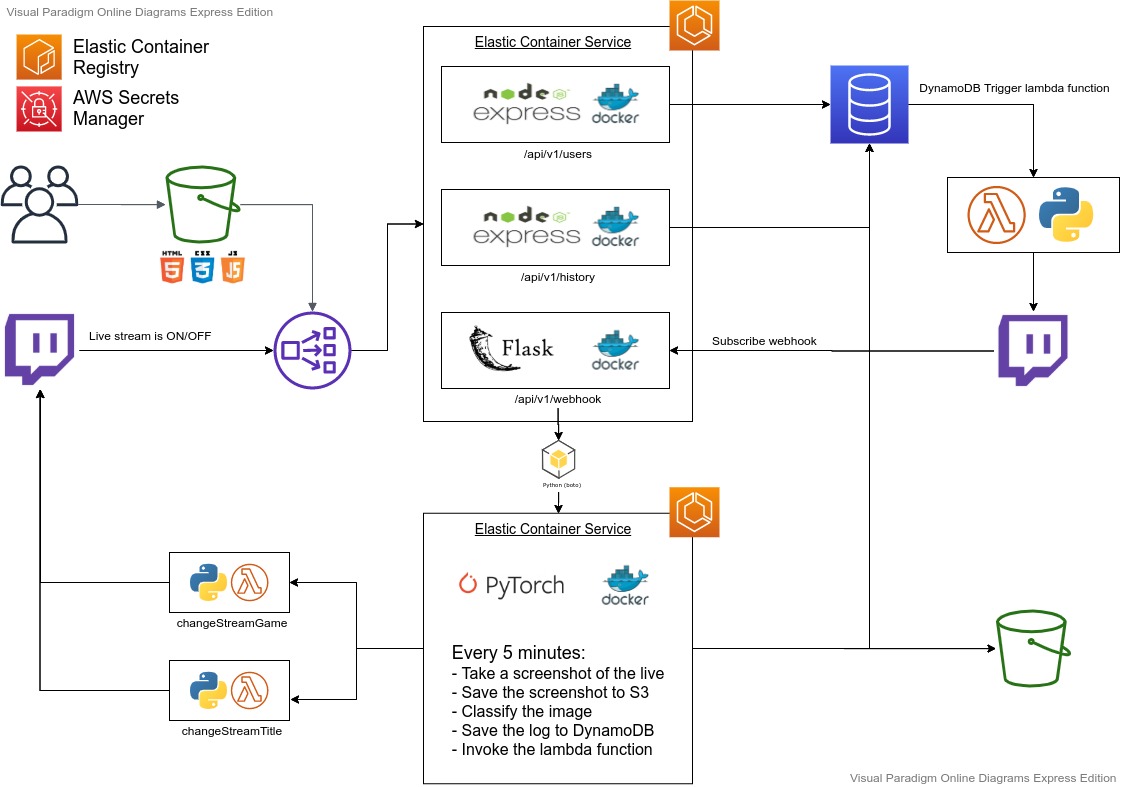 Visual Paradigm Online Diagrams Express Edition
Elastic Container
Registry
AWS Secrets
Manager
Elastic Container Service
node
express
docker
/api/v1/users
node
express
docker
/api/v1/history
Flask
docker
/api/v1/webhook
DynamoDB Trigger lambda function
HTML
5
CSS
3
JS
JS
Live stream is ON/OFF
Subscribe webhook
Python (boto)
Elastic Container Service
PyTorch
docker
Every 5 minutes:
- Take a screenshot of the live
- Save the screenshot to S3
- Classify the image
- Save the log to DynamoDB
- Invoke the lambda function
changeStreamGame
changeStreamTitle
Visual Paradigm Online Diagrams Express Edition